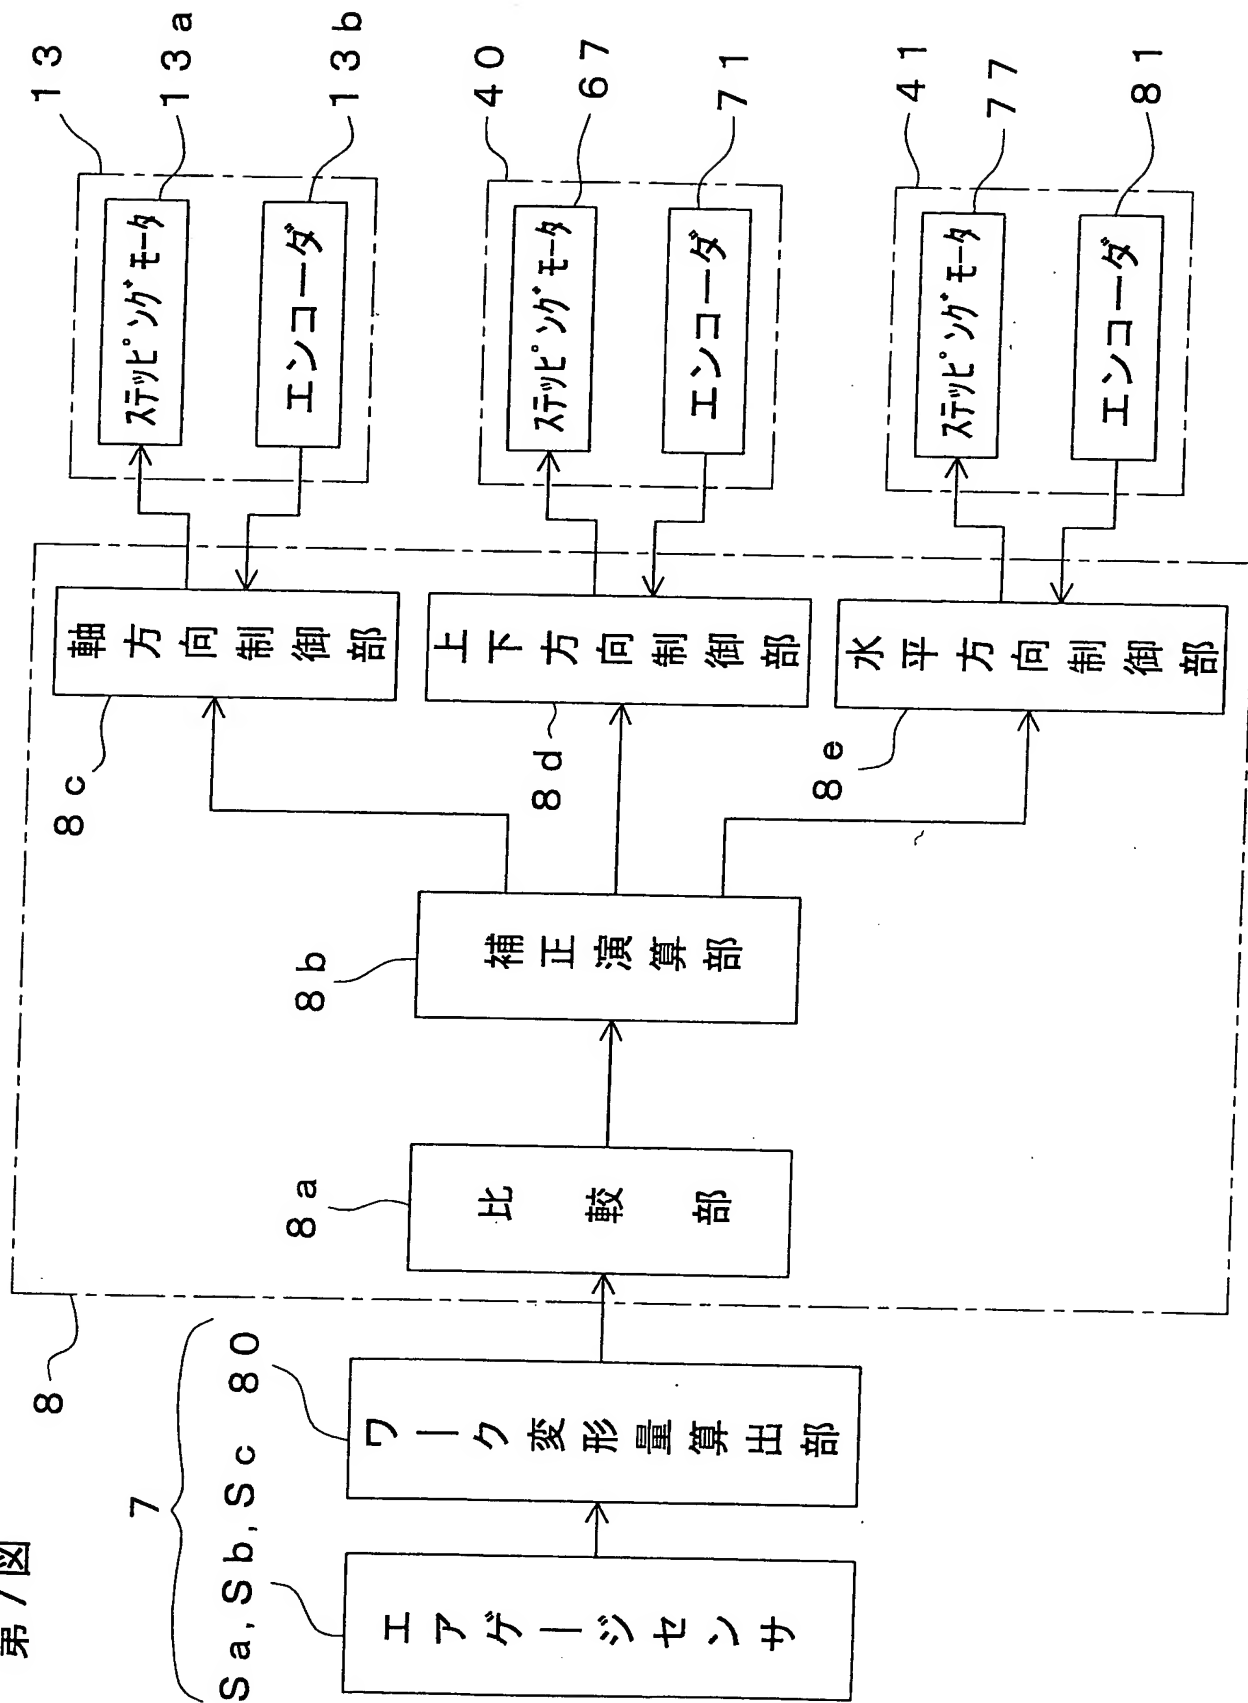 第7図
7
Sa, Sb, Sc
エアゲージセンサ
80
ワーク変形量算出部
8
8a
比較部
8b
補正演算部
8c
軸方向制御部
8d
上下方向制御部
8e
水平方向制御部
13
ステッピングモータ
13a
エンコーダ
13b
40
ステッピングモータ
67
エンコーダ
71
41
ステッピングモータ
77
エンコーダ
81